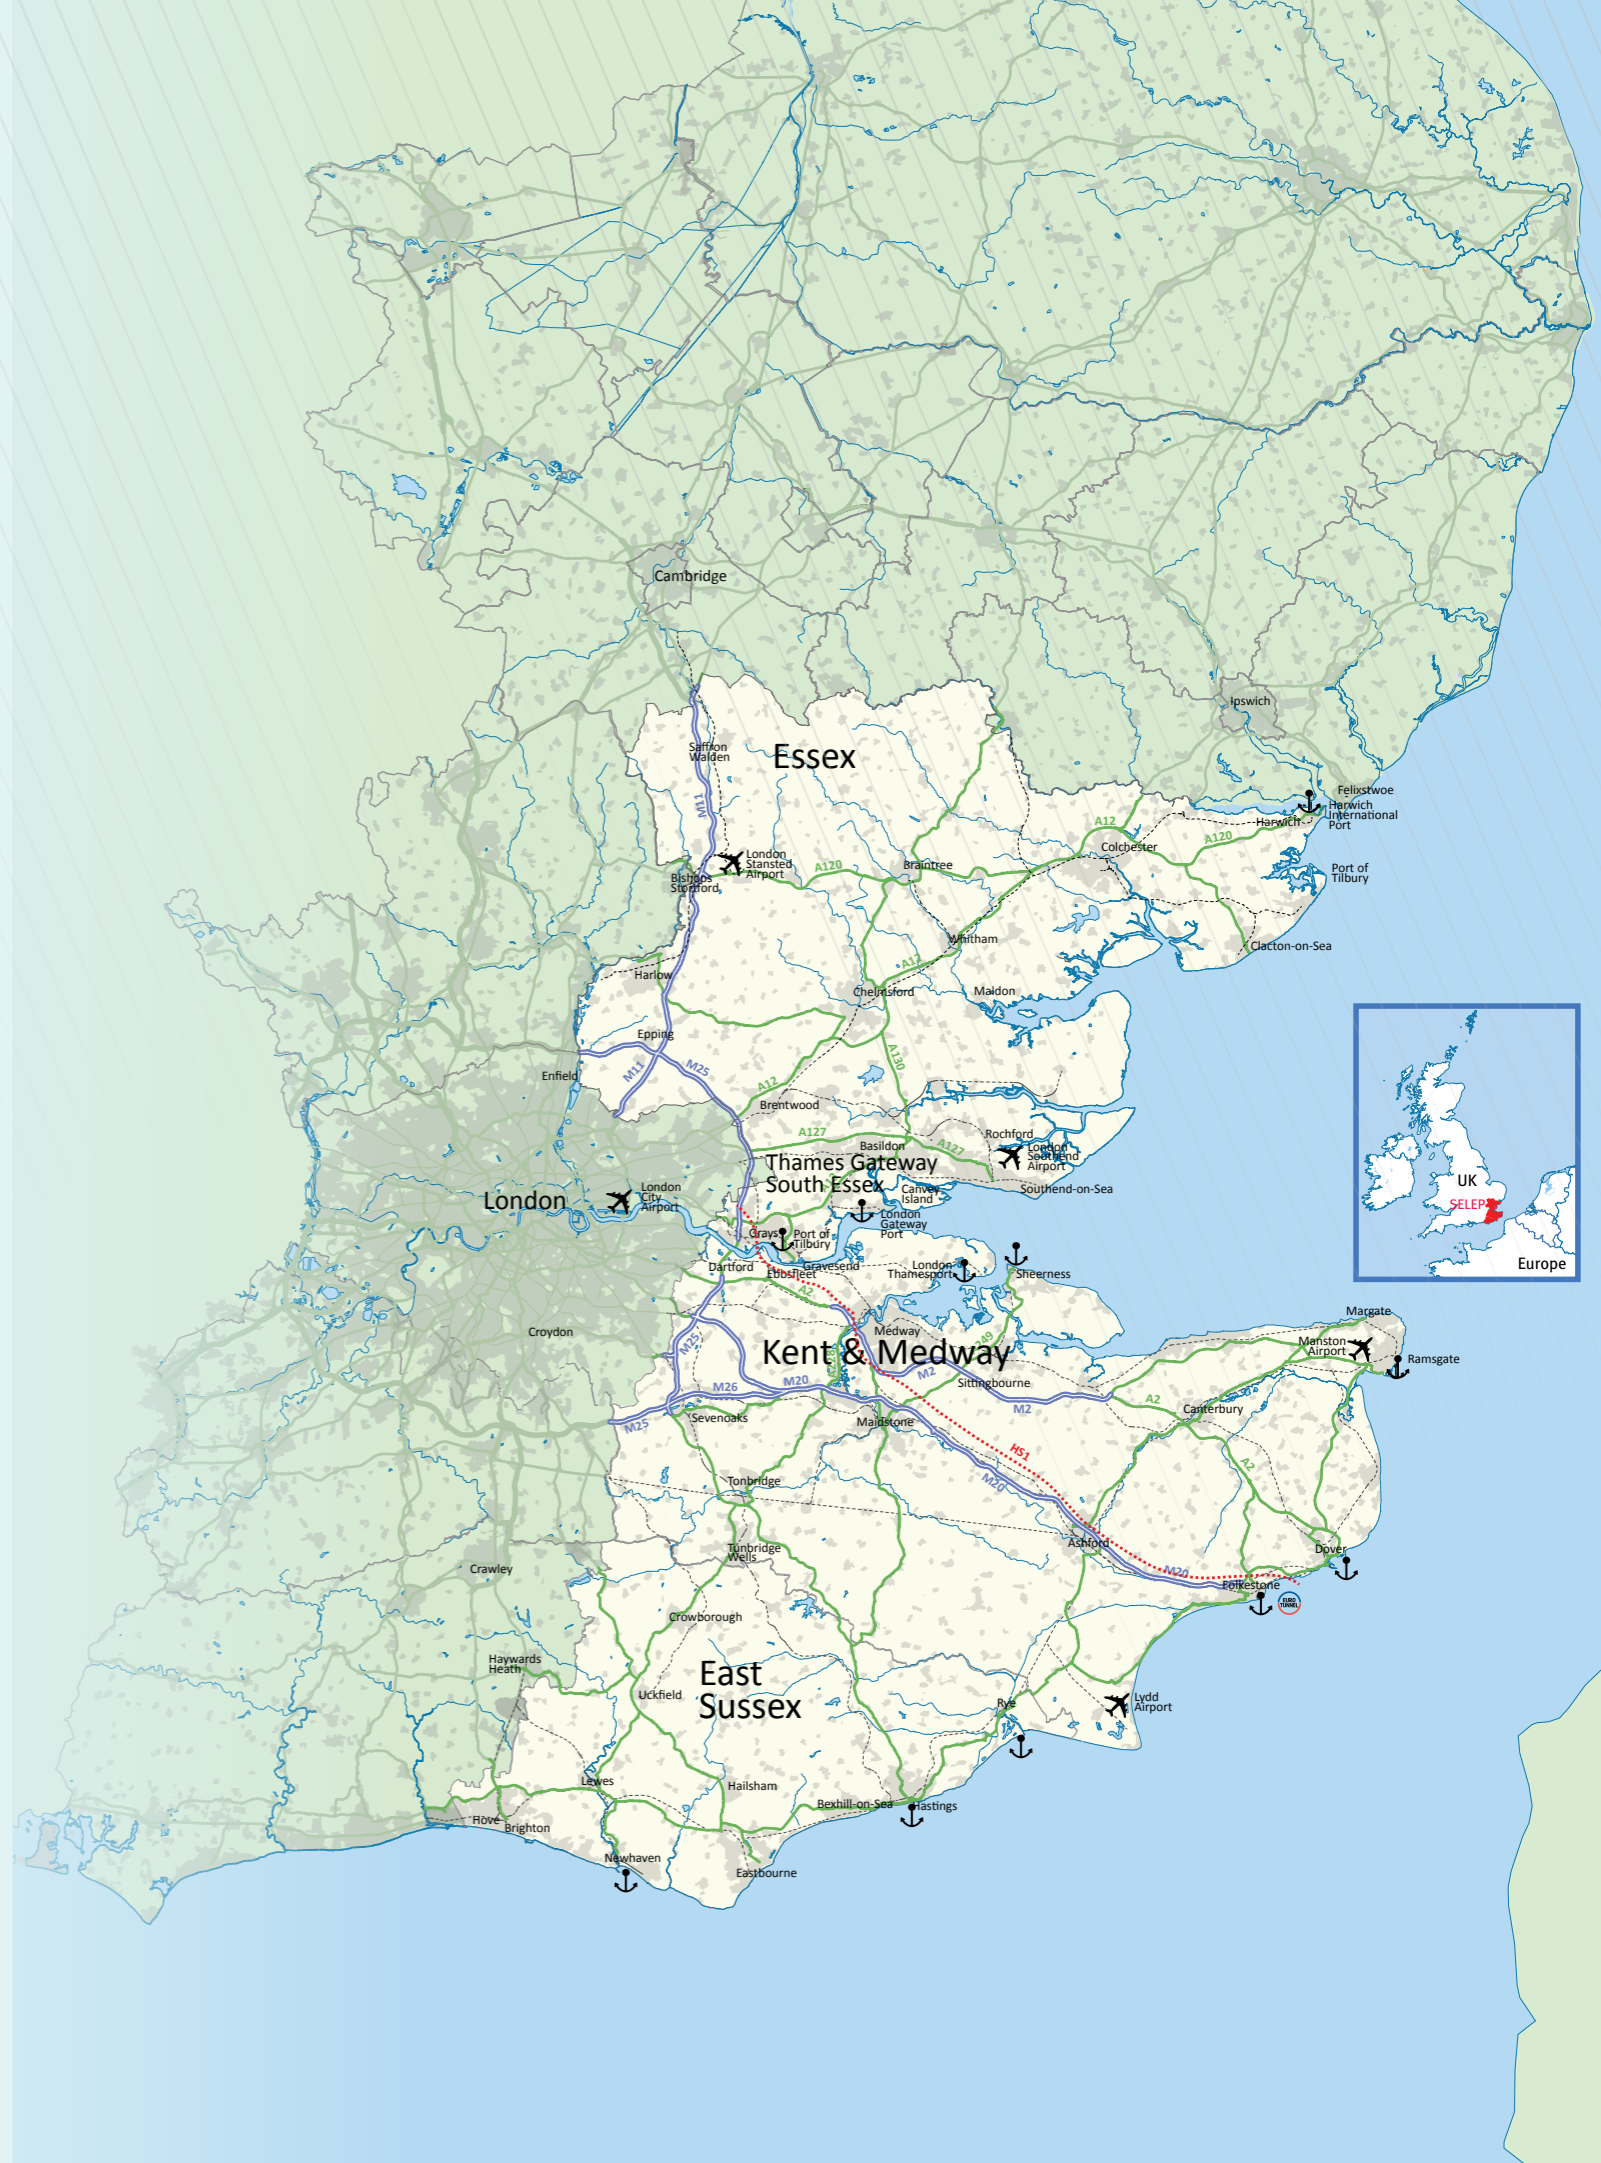 Cambridge
Ipswich
Saffron
Walden
Essex
M11
Felixstwoe
Harwich
International
Port
Harwich
A12
A120
Colchester
London
Stansted
Airport
A120
Braintree
Bishops
Stortford
Port of
Tilbury
Whitham
Clacton-on-Sea
A12
Harlow
Chelmsford
Maldon
Epping
A130
M11
M25
Enfield
A12
Brentwood
A127
Basildon
A127
Rochford
London
Southend
Airport
Thames Gateway
South Essex
Canvey
Island
Southend-on-Sea
London
London
City
Airport
London
Gateway
Port
Grays
Port of
Tilbury
UK
SELEP
Europe
Dartford
Ebbsfleet
Gravesend
London
Thamesport
Sheerness
A2
Croydon
Medway
Kent & Medway
A249
Margate
Manston
Airport
Ramsgate
M25
M26
M20
M2
Sittingbourne
M2
A2
Canterbury
M25
Sevenoaks
Maidstone
HS1
A2
Tonbridge
M20
Tunbridge
Wells
Ashford
Dover
Crawley
M20
Folkestone
EURO
TUNNEL
Crowborough
Haywards
Heath
East
Sussex
Uckfield
Rye
Lydd
Airport
Lewes
Hailsham
Bexhill-on-Sea
Hastings
Hove
Brighton
Newhaven
Eastbourne